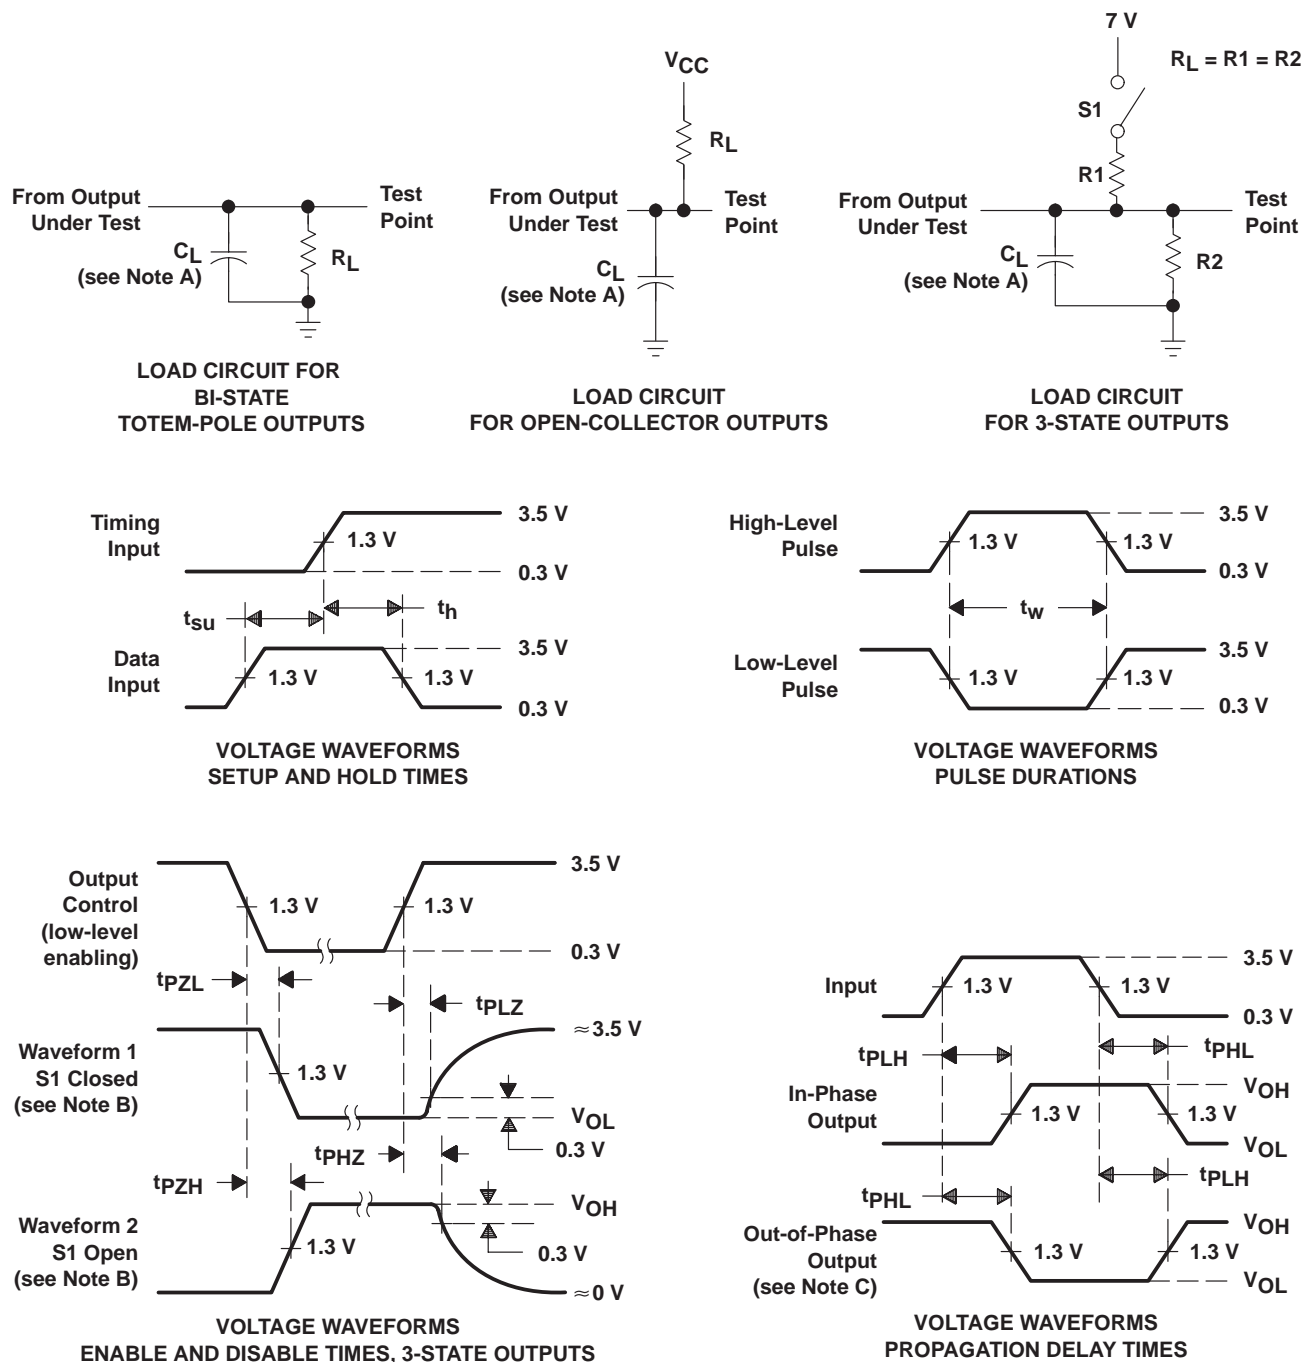 7 V
RL = R1 = R2
S1
R1
From Output
Under Test
Test
Point
CL
(see Note A)
R2
LOAD CIRCUIT
FOR 3-STATE OUTPUTS
VCC
RL
From Output
Under Test
Test
Point
CL
(see Note A)
LOAD CIRCUIT
FOR OPEN-COLLECTOR OUTPUTS
From Output
Under Test
Test
Point
CL
(see Note A)
RL
LOAD CIRCUIT FOR
BI-STATE
TOTEM-POLE OUTPUTS
Timing
Input
1.3 V
3.5 V
0.3 V
tsu
th
Data
Input
1.3 V
1.3 V
3.5 V
0.3 V
VOLTAGE WAVEFORMS
SETUP AND HOLD TIMES
High-Level
Pulse
1.3 V
1.3 V
3.5 V
0.3 V
tw
Low-Level
Pulse
1.3 V
1.3 V
3.5 V
0.3 V
VOLTAGE WAVEFORMS
PULSE DURATIONS
Output
Control
(low-level
enabling)
1.3 V
1.3 V
3.5 V
0.3 V
tPZL
tPLZ
Waveform 1
S1 Closed
(see Note B)
1.3 V
≈3.5 V
VOL
0.3 V
tPHZ
tPZH
Waveform 2
S1 Open
(see Note B)
1.3 V
VOH
0.3 V
≈0 V
VOLTAGE WAVEFORMS
ENABLE AND DISABLE TIMES, 3-STATE OUTPUTS
Input
1.3 V
1.3 V
3.5 V
0.3 V
tPLH
tPHL
In-Phase
Output
1.3 V
1.3 V
VOH
VOL
tPHL
tPLH
Out-of-Phase
Output
(see Note C)
1.3 V
1.3 V
VOH
VOL
VOLTAGE WAVEFORMS
PROPAGATION DELAY TIMES